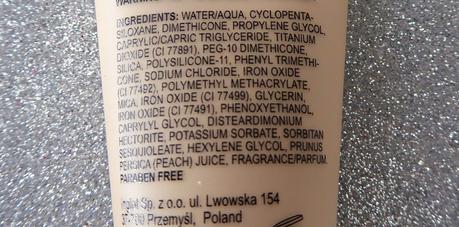 INGREDIENTS: WATER/AQUA, CYCLOPENTA-
SILOXANE, DIMETHICONE, PROPYLENE GLYCOL,
CAPRYLIC/CAPRIC TRIGLYCERIDE, TITANIUM
DIOXIDE (CI 77891), PEG-10 DIMETHICONE,
SILICA, POLYSILICONE-11, PHENYL TRIMETHI-
CONE, SODIUM CHLORIDE, IRON OXIDE
(CI 77492), POLYMETHYL METHACRYLATE,
MICA, IRON OXIDE (CI 77499), GLYCERIN,
IRON OXIDE (CI 77491), PHENOXYETHANOL,
CAPRYLYL GLYCOL, DISTEARDIMONIUM
HECTORITE, POTASSIUM SORBATE, SORBITAN
SESQUIOLEATE, HEXYLENE GLYCOL, PRUNUS
PERSICA (PEACH) JUICE, FRAGRANCE/PARFUM.
PARABEN FREE
Inglot Sp. z o.o. ul. Lwowska 154
37-700 Przemyśl, Poland